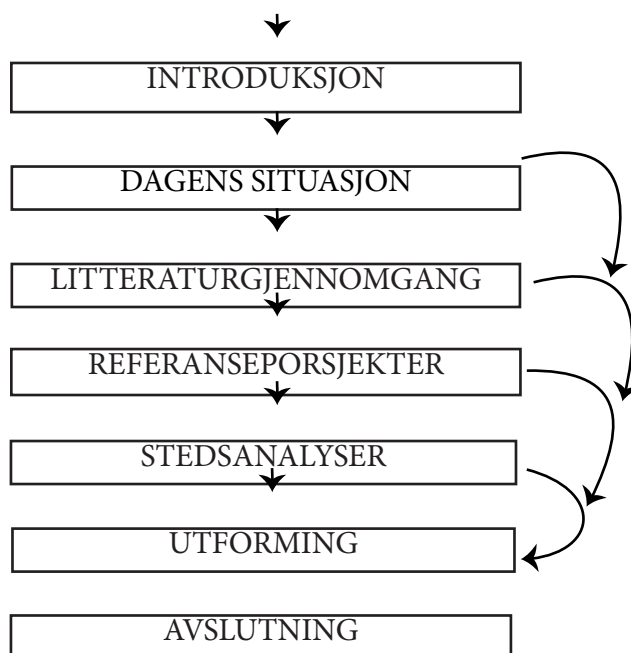 INTRODUKSJON
DAGENS SITUASJON
LITTERATURGJENNOMGANG
REFERANSEPORSJEKTER
STEDSANALYSER
UTFORMING
AVSLUTNING